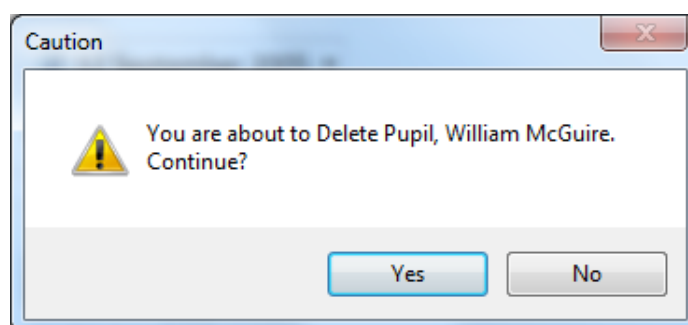 Caution
You are about to Delete Pupil, William McGuire.
Continue?
Yes
No